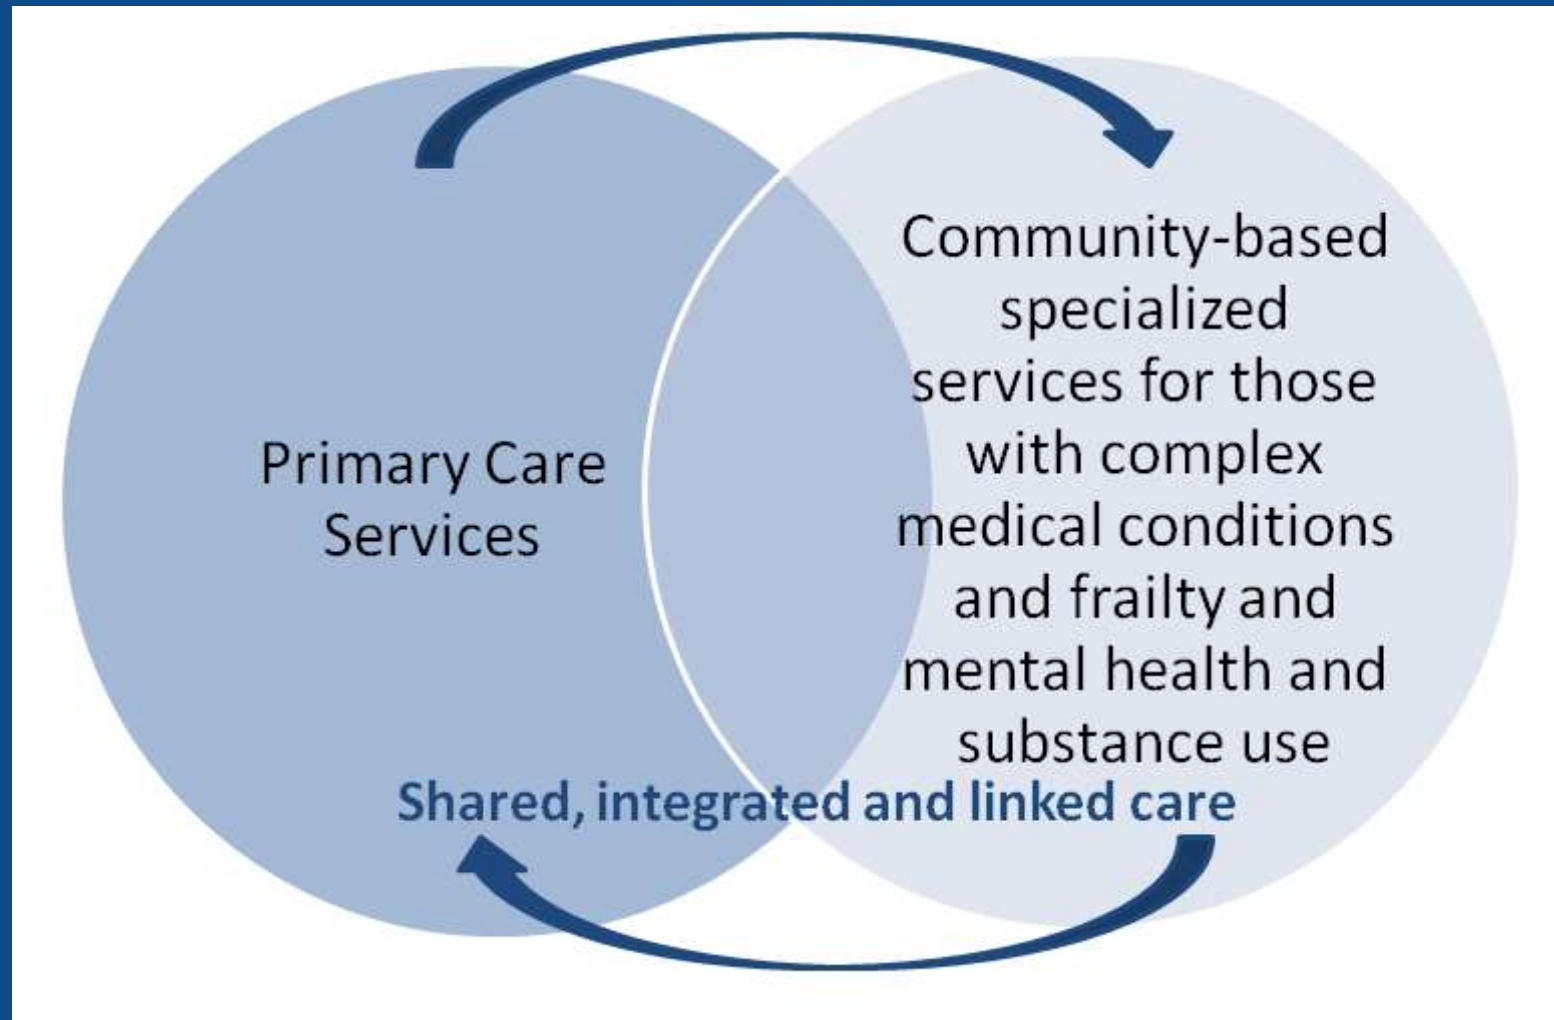 Primary Care
Services
Community-based
specialized
services for those
with complex
medical conditions
and frailty and
mental health and
substance use
Shared, integrated and linked care